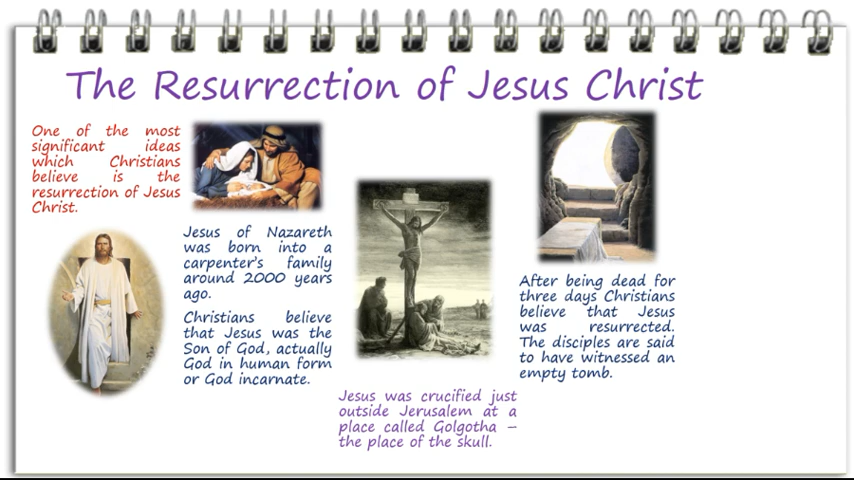 The Resurrection of Jesus Christ
One of the most
significant ideas
which Christians
believe is the
resurrection of Jesus
Christ.
Jesus of Nazareth
was born into a
carpenter's family
around 2000 years
ago.
Christians believe
that Jesus was the
Son of God, actually
God in human form
or God incarnate.
Jesus was crucified just
outside Jerusalem at a
place called Golgotha –
the place of the skull.
After being dead for
three days Christians
believe that Jesus
was resurrected.
The disciples are said
to have witnessed an
empty tomb.